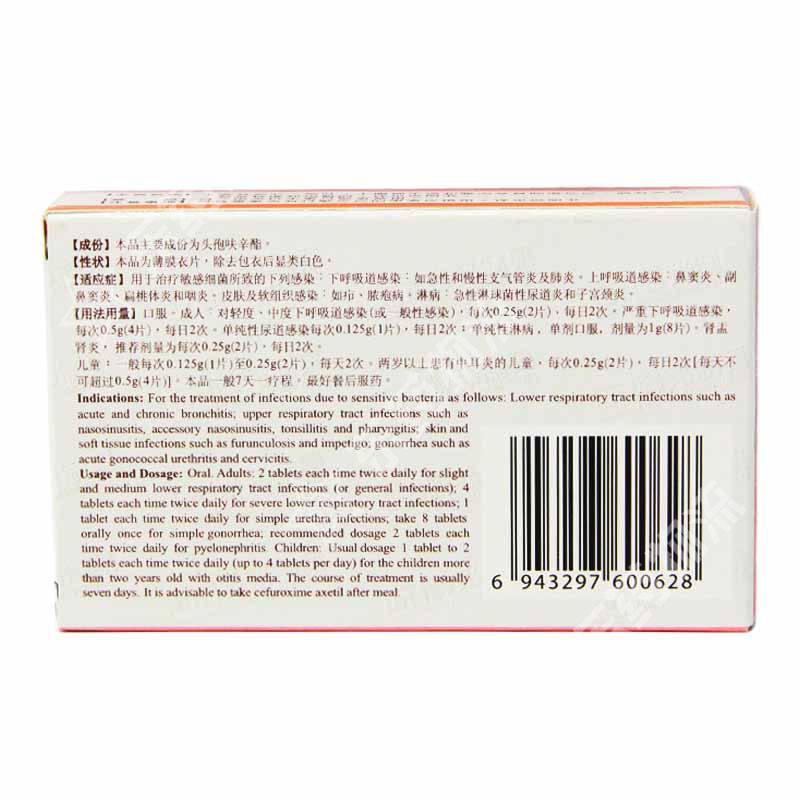 【成份】本品主要成份为头孢呋辛酯。
【性状】本品为薄膜衣片，除去包衣后显类白色。
【适应症】用于治疗敏感细菌所致的下列感染：下呼吸道感染：如急性和慢性支气管炎及肺炎。上呼吸道感染：鼻窦炎、副
鼻窦炎、扁桃体炎和咽炎。皮肤及软组织感染：如疖、脓疱病，淋病：急性淋球菌性尿道炎和子宫颈炎。
【用法用量】口服。成人：对轻度、中度下呼吸道感染(或一般性感染)，每次0.25g(2片)、每日2次。严重下呼吸道感染，
每次0.5g(4片)，每日2次。单纯性尿道感染每次0.125g(1片)，每日2次：单纯性淋病，单剂口服，剂量为1g(8片)。肾盂
肾炎，推荐剂量为每次0.25g(2片)，每日2次。
儿童：一般每次0.125g(1片)至0.25g(2片)，每天2次。两岁以上患有中耳炎的儿童，每次0.25g(2片)，每日2次[每天不
可超过0.5g(4片)]。本品一般7天一疗程。最好餐后服药。
Indications: For the treatment of infections due to sensitive bacteria as follows: Lower respiratory tract infections such as
acute and chronic bronchitis; upper respiratory tract infections such as
nasosinusitis, accessory nasosinusitis, tonsillitis and pharyngitis; skin and
soft tissue infections such as furunculosis and impetigo; gonorrhea such as
acute gonococcal urethritis and cervicitis.
Usage and Dosage: Oral. Adults: 2 tablets each time twice daily for slight
and medium lower respiratory tract infections (or general infections); 4
tablets each time twice daily for severe lower respiratory tract infections; 1
tablet each time twice daily for simple urethra infections; take 8 tablets
orally once for simple gonorrhea; recommended dosage 2 tablets each
time twice daily for pyelonephritis. Children: Usual dosage 1 tablet to 2
tablets each time twice daily (up to 4 tablets per day) for the children more
than two years old with otitis media. The course of treatment is usually
seven days. It is advisable to take cefuroxime axetil after meal.
6 943297 600628